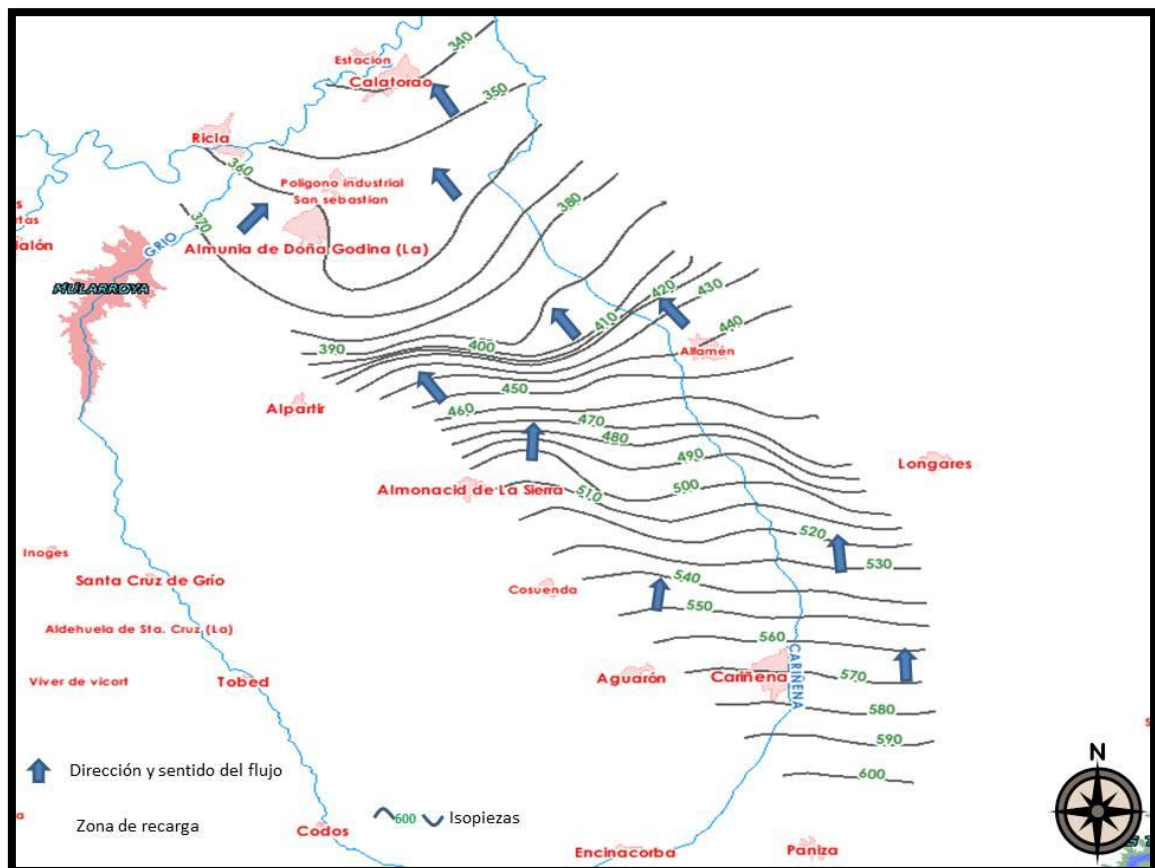 340
Estacion
Calatorao
350
Ricla
360
Poligono industrial
San sebastian
380
370
tas
alón
GRIO
Almunia de Doña Godina (La)
MULARROYA
420
430
410
440
390
400
Alfamén
450
Alpartir
460
470
480
490
Longares
Almonacid de La Sierra
510
500
520
530
Inoges
Santa Cruz de Grío
Cosuenda
540
550
Aldehuela de Sta. Cruz (La)
560
CARIÑENA
Viver de vicort
Tobed
Aguarón
Cariñena
570
580
590
N
Dirección y sentido del flujo
600
Zona de recarga
600 Isopiezas
Codos
Encinacorba
Paniza